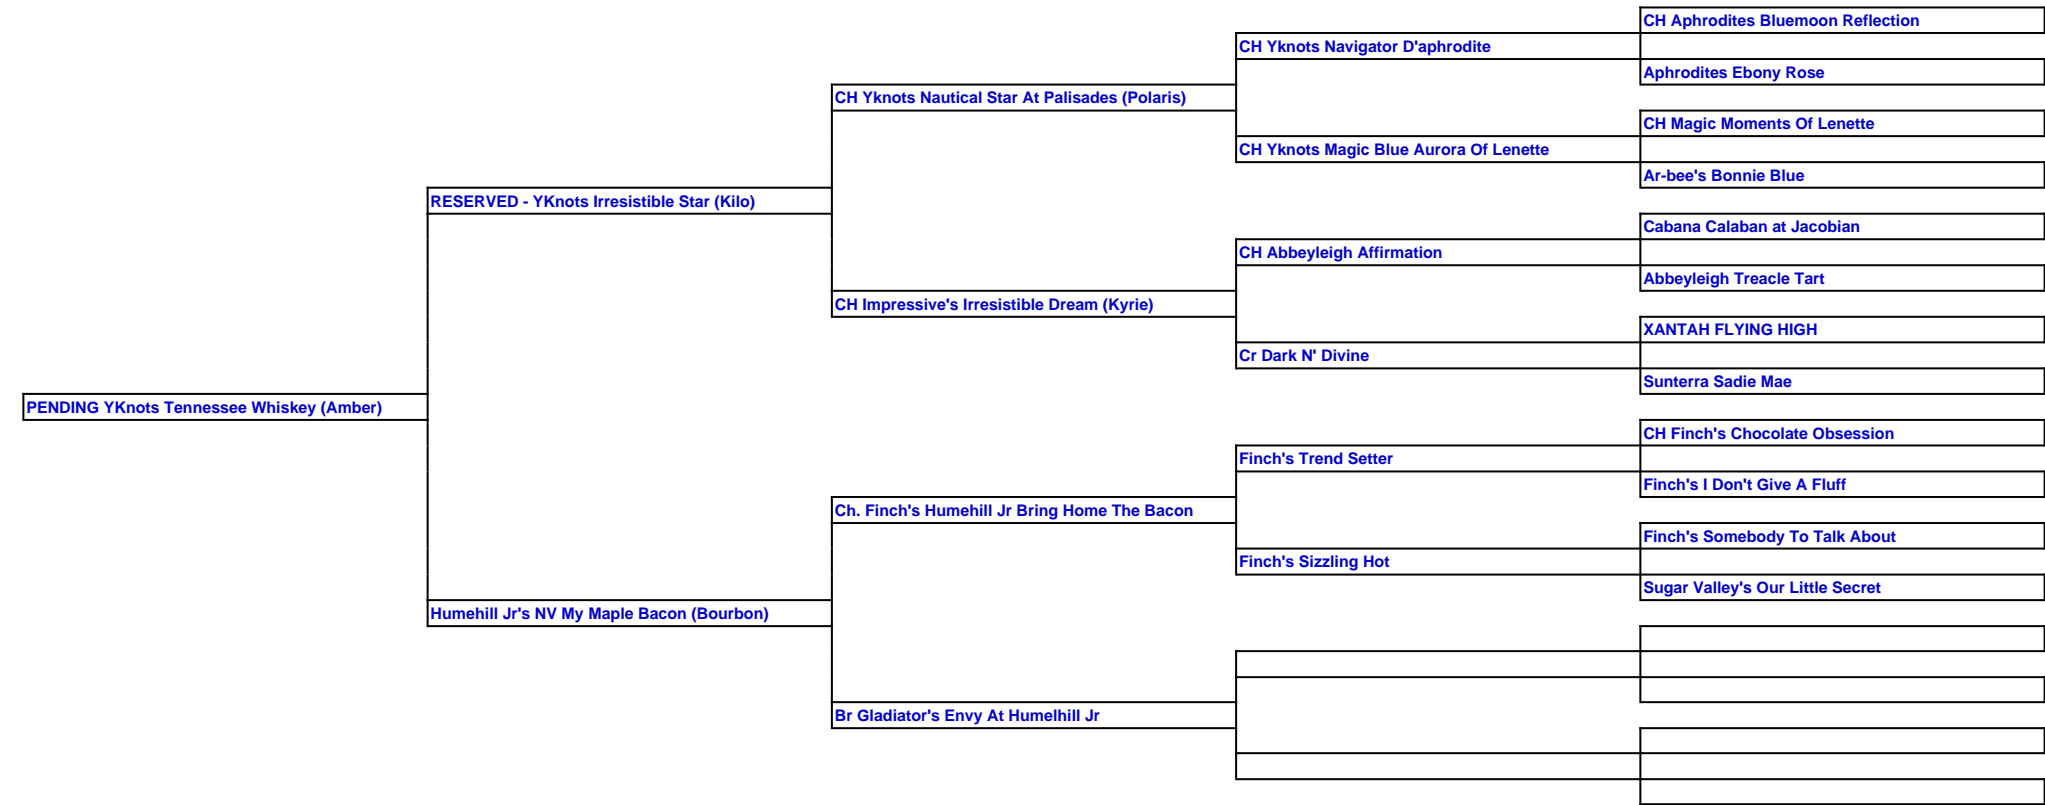 CH Aphrodites Bluemoon Reflection
CH Yknots Navigator D'aphrodite
Aphrodites Ebony Rose
CH Yknots Nautical Star At Palisades (Polaris)
CH Magic Moments Of Lenette
CH Yknots Magic Blue Aurora Of Lenette
Ar-bee's Bonnie Blue
RESERVED - YKnots Irresistible Star (Kilo)
Cabana Calaban at Jacobian
CH Abbeyleigh Affirmation
Abbeyleigh Treacle Tart
CH Impressive's Irresistible Dream (Kyrie)
XANTAH FLYING HIGH
Cr Dark N' Divine
Sunterra Sadie Mae
PENDING YKnots Tennessee Whiskey (Amber)
CH Finch's Chocolate Obsession
Finch's Trend Setter
Finch's I Don't Give A Fluff
Ch. Finch's Humehill Jr Bring Home The Bacon
Finch's Somebody To Talk About
Finch's Sizzling Hot
Sugar Valley's Our Little Secret
Humehill Jr's NV My Maple Bacon (Bourbon)
Br Gladiator's Envy At Humelhill Jr